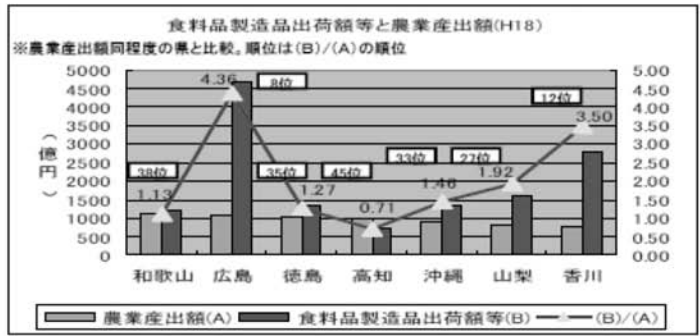 食料品製造品出荷額等と農業産出額(H18)
※農業産出額同程度の県と比較。順位は(B)/(A)の順位
(億円)
5000
4500
4000
3500
3000
2500
2000
1500
1000
500
0
5.00
4.50
4.00
3.50
3.00
2.50
2.00
1.50
1.00
0.50
0.00
38位
1.13
4.36
8位
35位
1.27
45位
0.71
33位
1.46
27位
1.92
12位
3.50
和歌山 広島 徳島 高知 沖縄 山梨 香川
農業産出額(A) 食料品製造品出荷額等(B) (B)/(A)